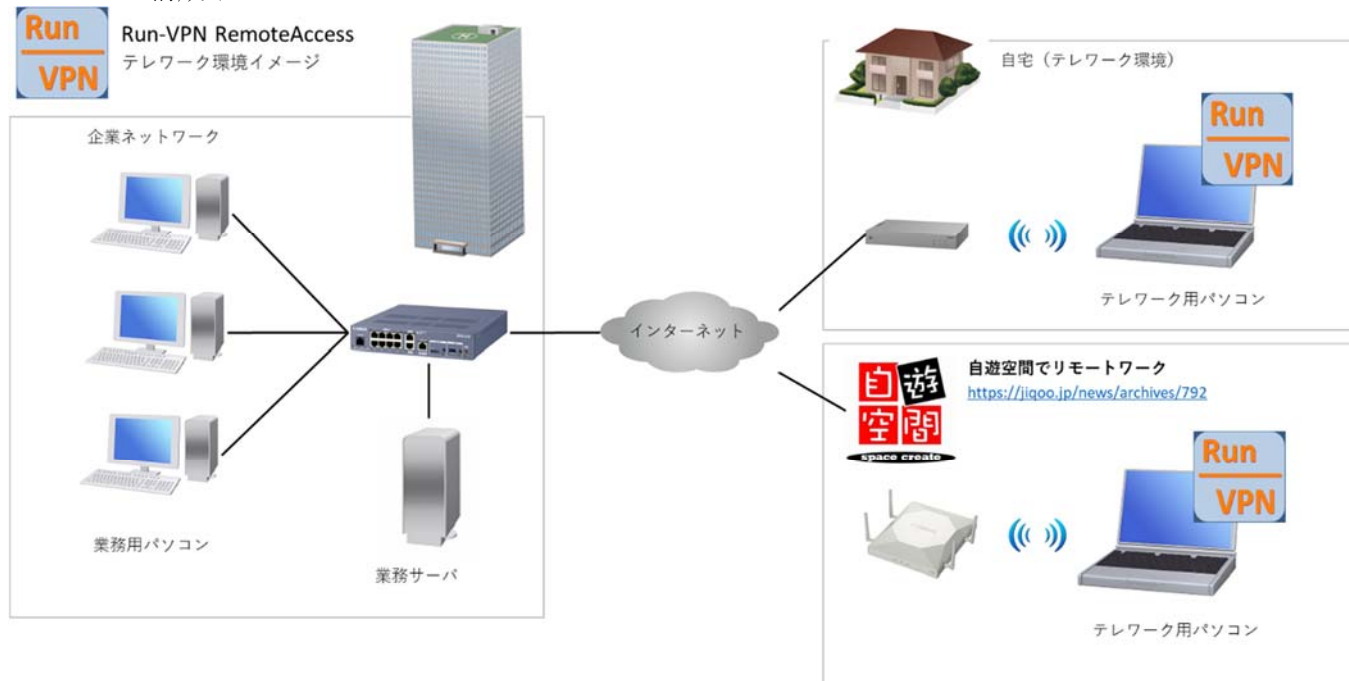 Run
VPN
Run-VPN RemoteAccess
テレワーク環境イメージ
企業ネットワーク
業務用パソコン
業務サーバ
インターネット
自宅（テレワーク環境）
Run
VPN
テレワーク用パソコン
自遊
空間
space create
自遊空間でリモートワーク
https://jiqoo.jp/news/archives/792
Run
VPN
テレワーク用パソコン